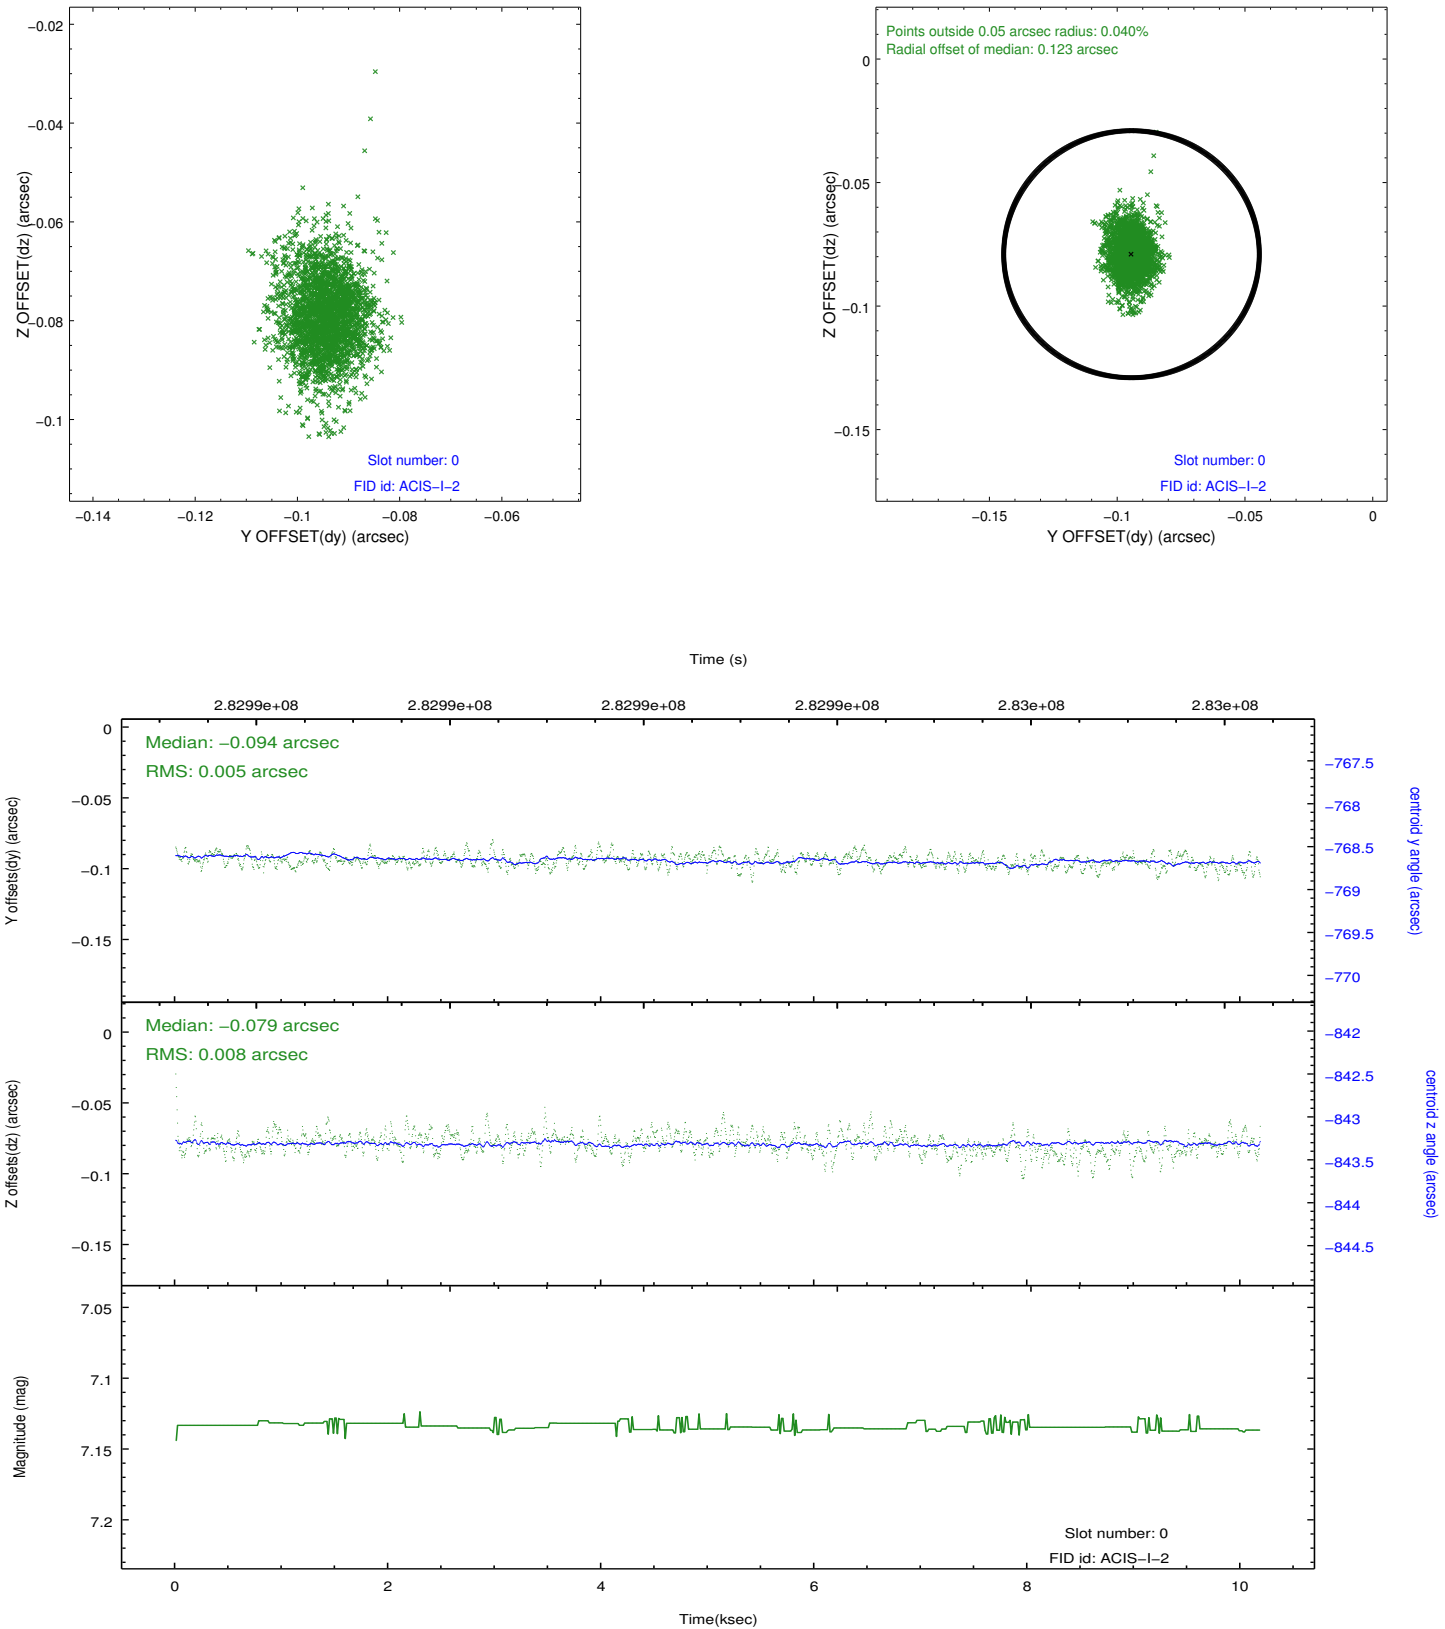 −0.02
−0.04
−0.06
−0.08
−0.1
Z OFFSET(dz) (arcsec)
Slot number: 0
FID id: ACIS−I−2
−0.14
−0.12
−0.1
−0.08
−0.06
Y OFFSET(dy) (arcsec)
Points outside 0.05 arcsec radius: 0.040%
Radial offset of median: 0.123 arcsec
0
−0.05
−0.1
−0.15
Z OFFSET(dz) (arcsec)
Slot number: 0
FID id: ACIS−I−2
−0.15
−0.1
−0.05
0
Y OFFSET(dy) (arcsec)
Time (s)
2.8299e+08
2.8299e+08
2.8299e+08
2.8299e+08
2.83e+08
2.83e+08
Median: −0.094 arcsec
RMS: 0.005 arcsec
0
−0.05
−0.1
−0.15
Y offsets(dy) (arcsec)
−767.5
−768
−768.5
−769
−769.5
−770
centroid y angle (arcsec)
Median: −0.079 arcsec
RMS: 0.008 arcsec
0
−0.05
−0.1
−0.15
Z offsets(dz) (arcsec)
−842
−842.5
−843
−843.5
−844
−844.5
centroid z angle (arcsec)
7.05
7.1
7.15
7.2
Magnitude (mag)
Slot number: 0
FID id: ACIS−I−2
0
2
4
6
8
10
Time(ksec)